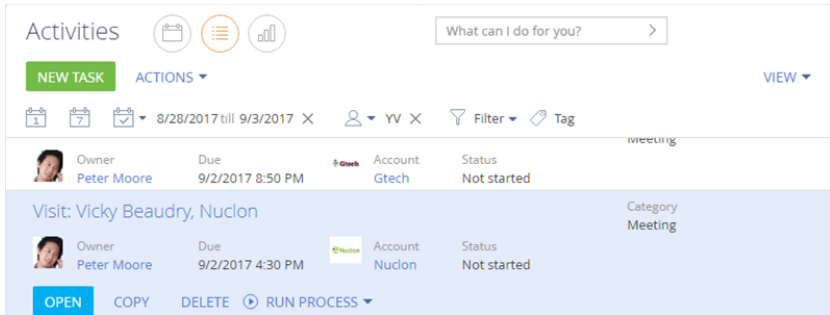 Activities
What can I do for you?
NEW TASK ACTIONS VIEW
1 7 8/28/2017 till 9/3/2017 YV Filter Tag
Meeting
Owner Due Account Status
Gtech
Peter Moore 9/2/2017 8:50 PM Gtech Not started
Visit: Vicky Beaudry, Nuclon Category
Meeting
Owner Due Account Status
Nuclon
Peter Moore 9/2/2017 4:30 PM Nuclon Not started
OPEN COPY DELETE RUN PROCESS